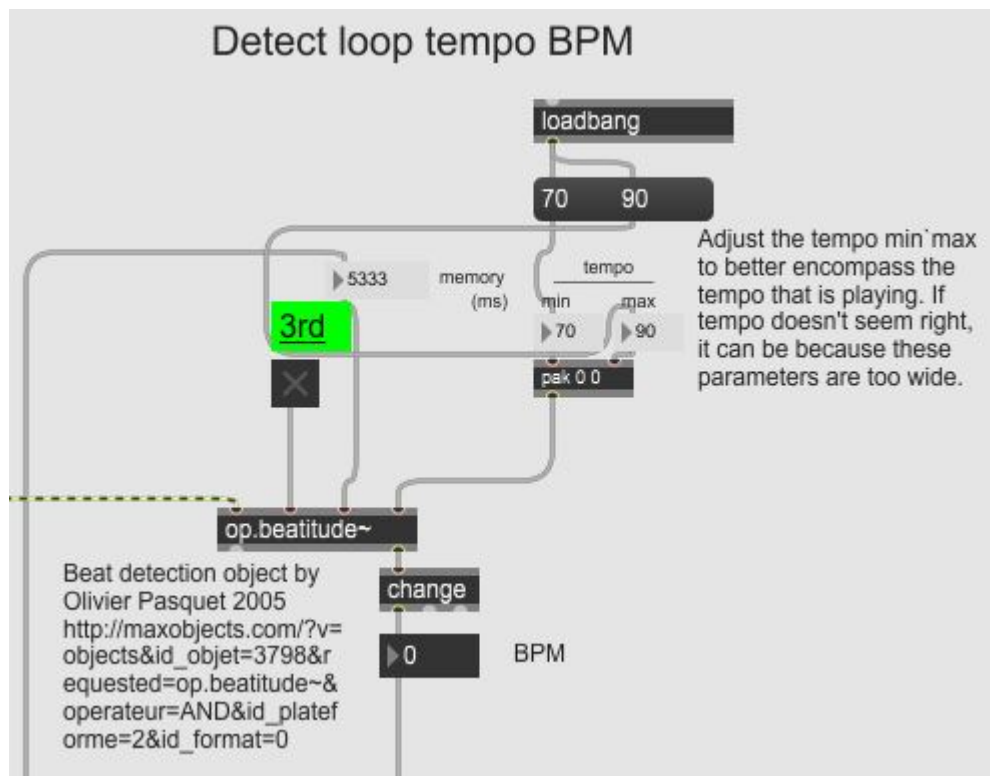 Detect loop tempo BPM
loadbang
70 90
Adjust the tempo min`max
to better encompass the
tempo that is playing. If
tempo doesn't seem right,
it can be because these
parameters are too wide.
5333 memory
(ms)
tempo
min max
3rd
70 90
pak 0 0
op.beatitude~
Beat detection object by
Olivier Pasquet 2005
http://maxobjects.com/?v=
objects&id_objet=3798&r
equested=op.beatitude~&
operateur=AND&id_platef
orme=2&id_format=0
change
0 BPM